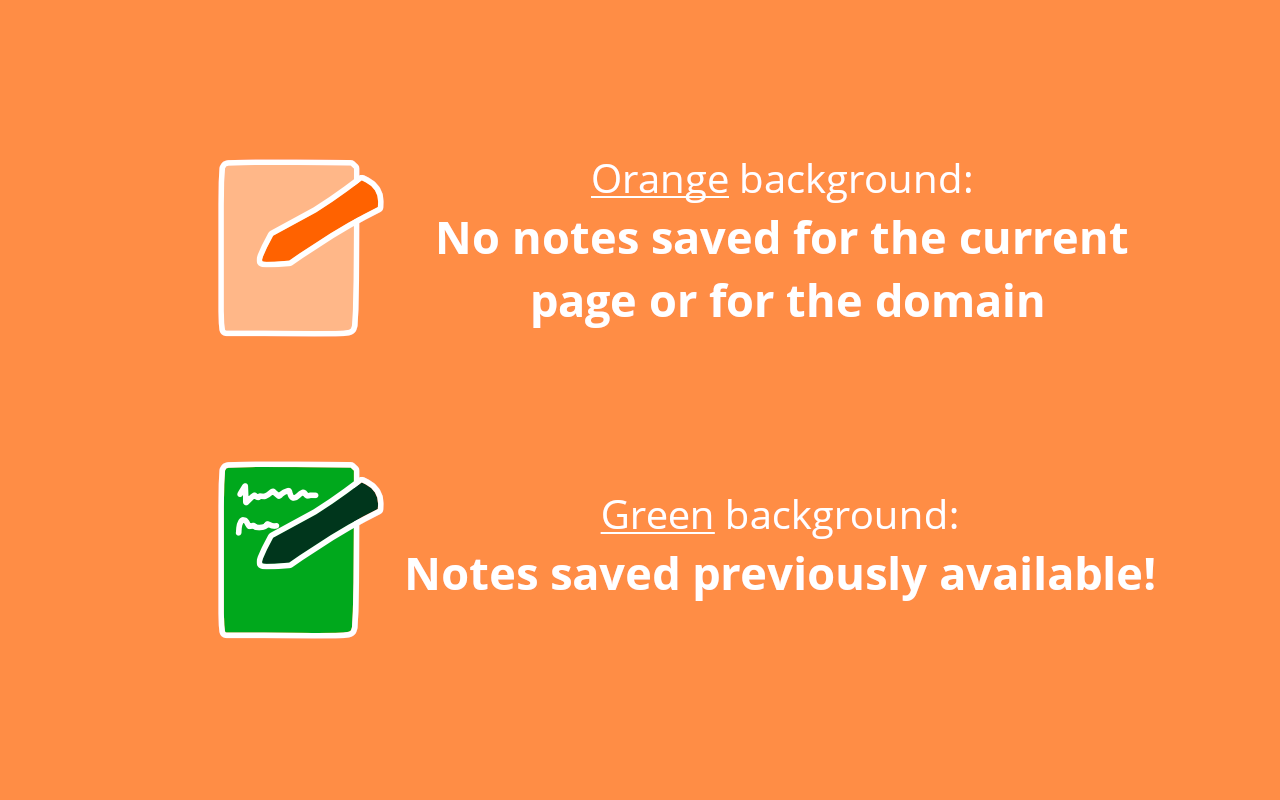 Orange background:
No notes saved for the current
page or for the domain
Green background:
Notes saved previously available!